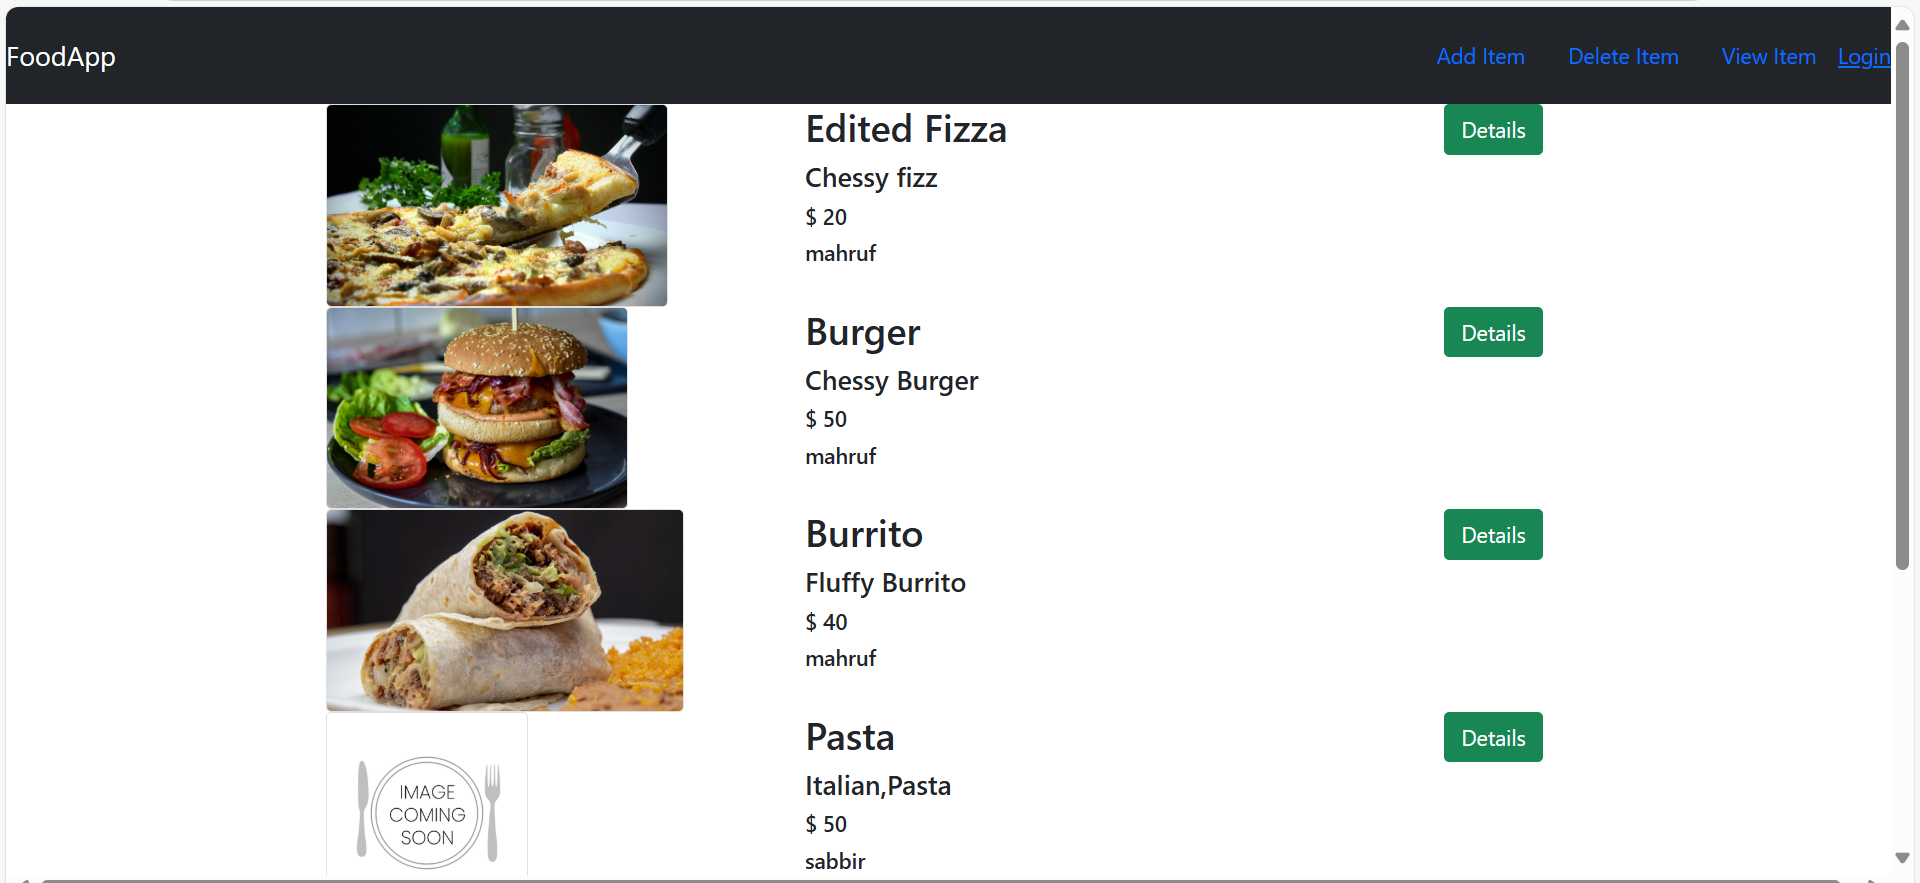 FoodApp
Add Item
Delete Item
View Item
Login
Edited Fizza
Details
Chessy fizz
$ 20
mahruf
Burger
Details
Chessy Burger
$ 50
mahruf
Burrito
Details
Fluffy Burrito
$ 40
mahruf
IMAGE
COMING
SOON
Pasta
Details
Italian,Pasta
$ 50
sabbir